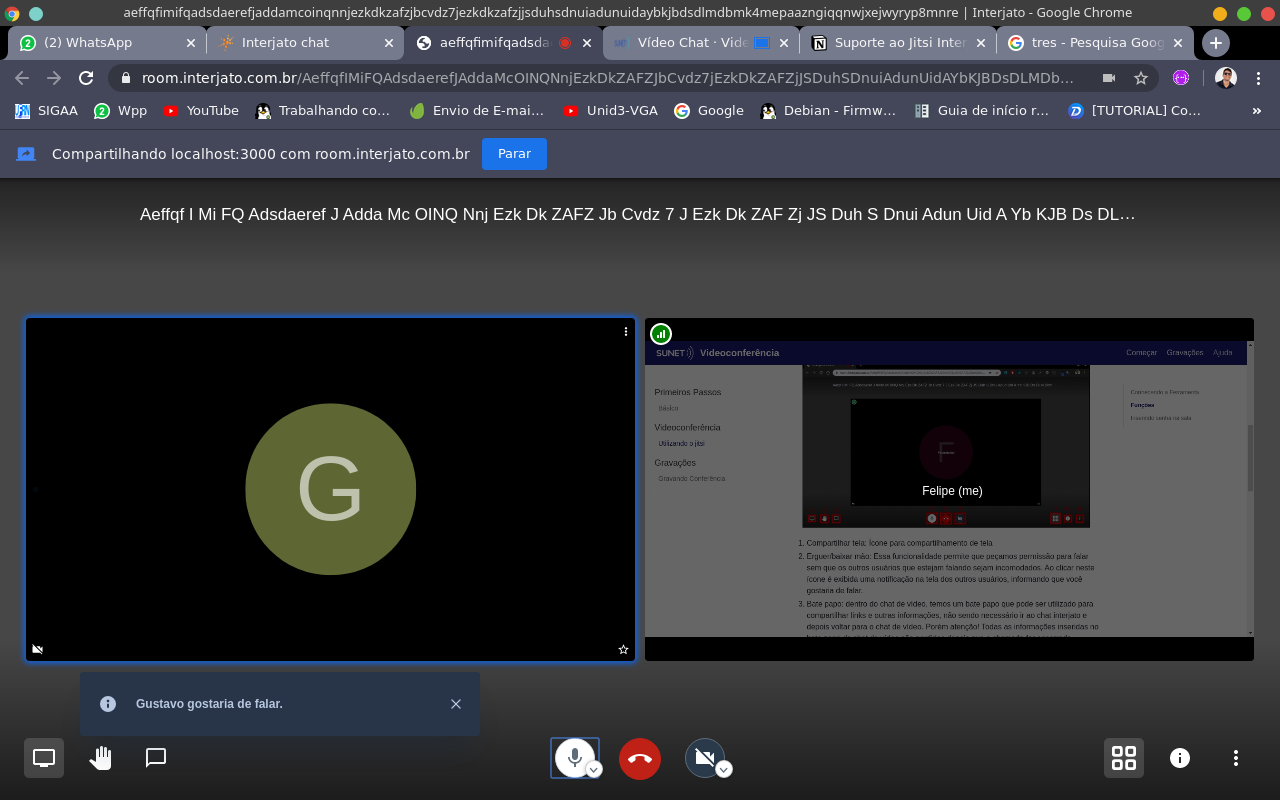 aeffqfimifqadsdaerefjaddamcoinqnnjezkdkzafzjbcvdz7jezkdkzafzjjsduhsdnuiadunuidaybkjbdsdlmdbmk4mepaazngiqqnwjxejwyryp8mnre | Interjato - Google Chrome
(2) WhatsApp
Interjato chat
aeffqfimifqadsda
Vídeo Chat · Víde
Suporte ao Jitsi Inter
tres - Pesquisa Goog
room.interjato.com.br/AeffqfIMiFQAdsdaerefJAddaMcOINQNnjEzkDkZAFZJbCvdz7jEzkDkZAFZjJSDuhSDnuiAdunUidAYbKJBDsDLMDb…
SIGAA
Wpp
YouTube
Trabalhando co…
Envio de E-mai…
Unid3-VGA
Google
Debian - Firmw…
Guia de início r…
[TUTORIAL] Co…
»
Compartilhando localhost:3000 com room.interjato.com.br
Parar
Aeffqf I Mi FQ Adsdaeref J Adda Mc OINQ Nnj Ezk Dk ZAFZ Jb Cvdz 7 J Ezk Dk ZAF Zj JS Duh S Dnui Adun Uid A Yb KJB Ds DL…
G
SUNET Videoconferência
Começar Gravações Ajuda
Primeiros Passos
Básico
Videoconferência
Utilizando o jitsi
Gravações
Gravando Conferência
Conhecendo a Ferramenta
Funções
Inserindo senha na sala
F
Felipe (me)
1. Compartilhar tela: Ícone para compartilhamento de tela
2. Erguer/baixar mão: Essa funcionalidade permite que peçamos permissão para falar
sem que os outros usuários que estejam falando sejam incomodados. Ao clicar neste
ícone é exibida uma notificação na tela dos outros usuários, informando que você
gostaria de falar.
3. Bate papo: dentro do chat de vídeo, temos um bate papo que pode ser utilizado para
compartilhar links e outras informações, não sendo necessário ir ao chat interjato e
depois voltar para o chat de vídeo. Porém atenção! Todas as informações inseridas no
Gustavo gostaria de falar.